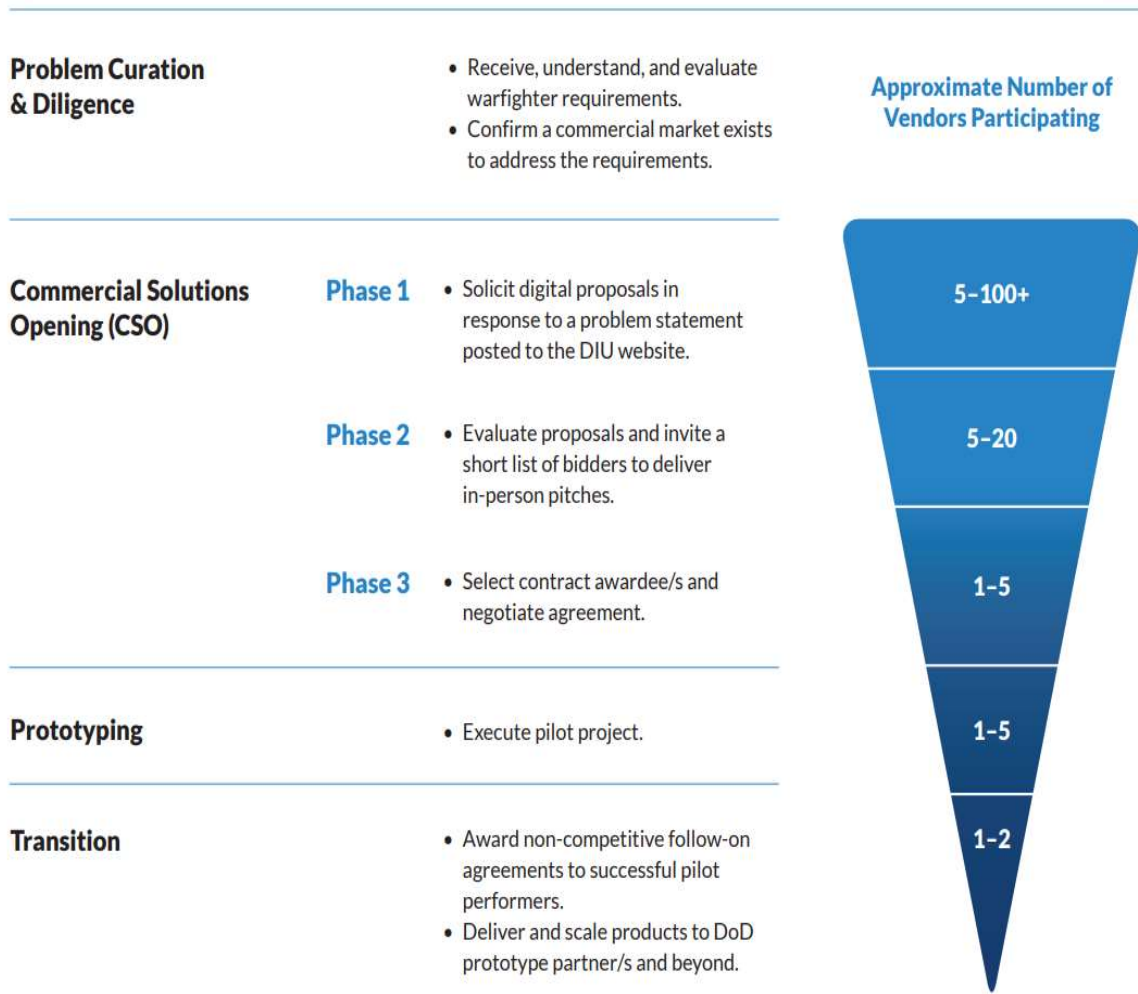 Problem Curation
& Diligence
• Receive, understand, and evaluate
warfighter requirements.
• Confirm a commercial market exists
to address the requirements.
Approximate Number of
Vendors Participating
Commercial Solutions
Opening (CSO)
Phase 1
• Solicit digital proposals in
response to a problem statement
posted to the DIU website.
5–100+
Phase 2
• Evaluate proposals and invite a
short list of bidders to deliver
in-person pitches.
5–20
Phase 3
• Select contract awardee/s and
negotiate agreement.
1–5
Prototyping
• Execute pilot project.
1–5
Transition
• Award non-competitive follow-on
agreements to successful pilot
performers.
• Deliver and scale products to DoD
prototype partner/s and beyond.
1–2